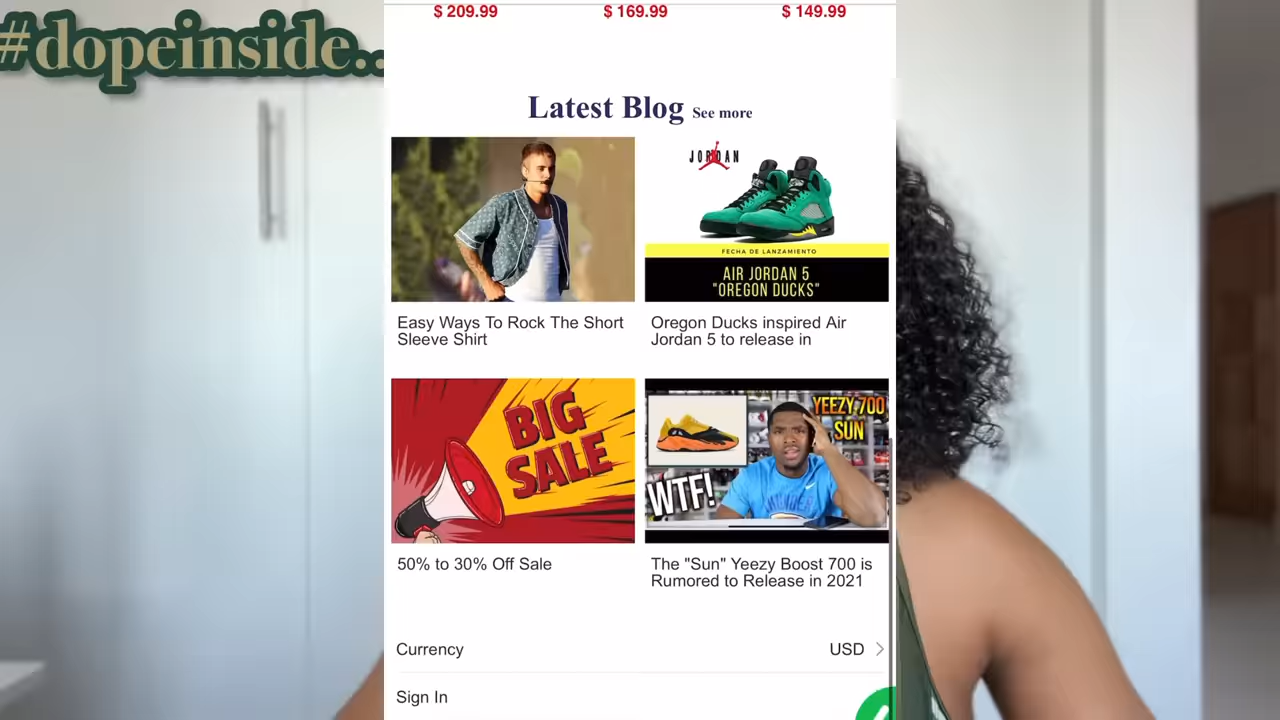 #dopeinside..
$ 209.99
$ 169.99
$ 149.99
Latest Blog See more
JORDAN
FECHA DE LANZAMIENTO
AIR JORDAN 5
"OREGON DUCKS"
Easy Ways To Rock The Short
Sleeve Shirt
Oregon Ducks inspired Air
Jordan 5 to release in
BIG
SALE
YEEZY 700
SUN
WTF!
50% to 30% Off Sale
The "Sun" Yeezy Boost 700 is
Rumored to Release in 2021
Currency
USD
Sign In